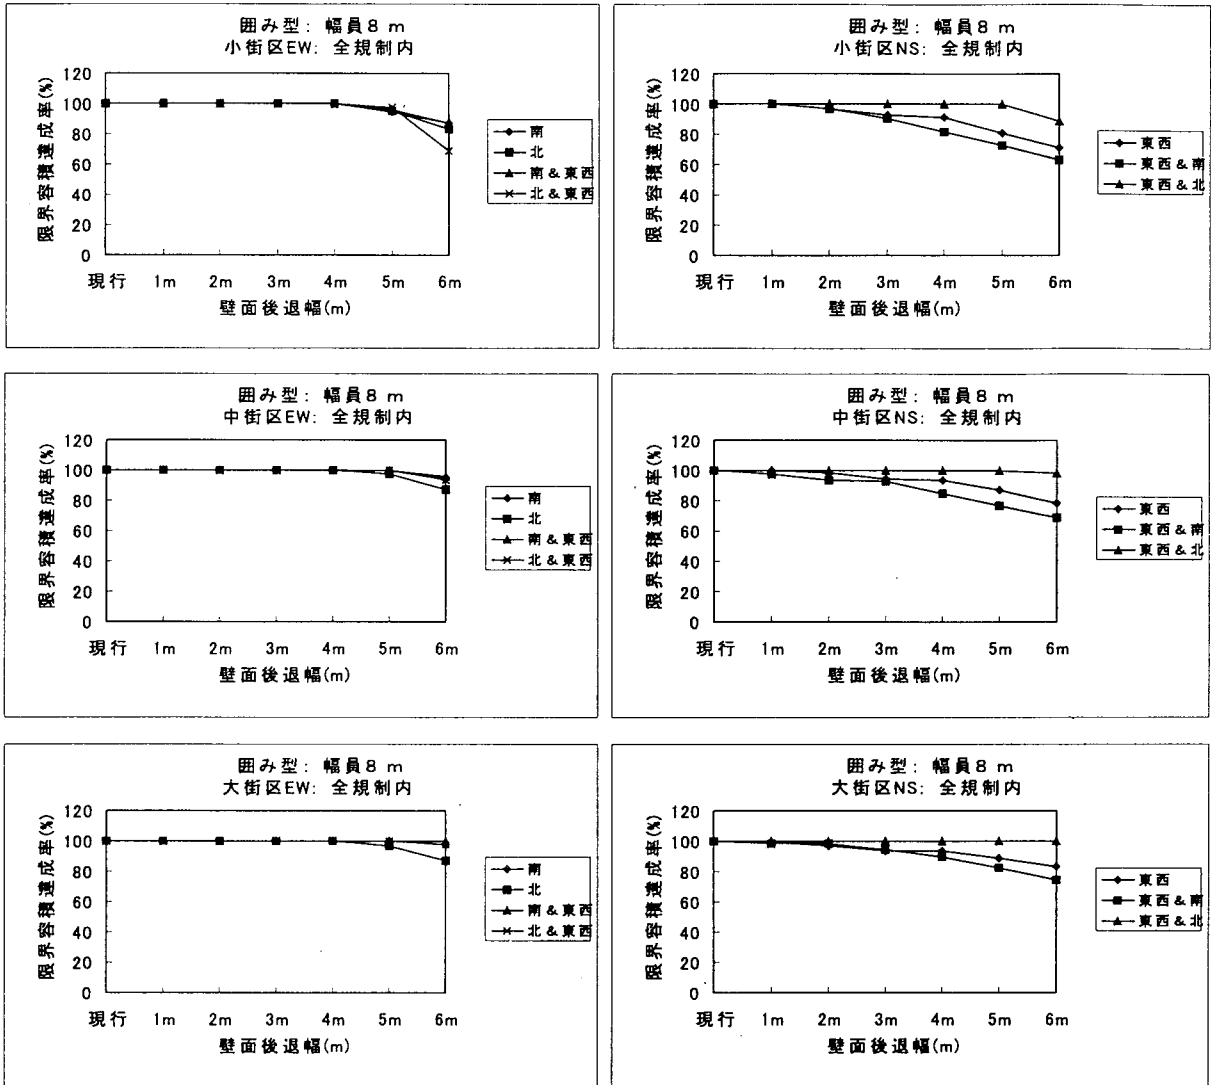 囲み型: 幅員8 m
小街区EW: 全規制内
限界容積達成率(%)
120
100
80
60
40
20
0
現行 1m 2m 3m 4m 5m 6m
壁面後退幅(m)
南
北
南 & 東西
北 & 東西
囲み型: 幅員8 m
小街区NS: 全規制内
限界容積達成率(%)
120
100
80
60
40
20
0
現行 1m 2m 3m 4m 5m 6m
壁面後退幅(m)
東西
東西 & 南
東西 & 北
囲み型: 幅員8 m
中街区EW: 全規制内
限界容積達成率(%)
120
100
80
60
40
20
0
現行 1m 2m 3m 4m 5m 6m
壁面後退幅(m)
南
北
南 & 東西
北 & 東西
囲み型: 幅員8 m
中街区NS: 全規制内
限界容積達成率(%)
120
100
80
60
40
20
0
現行 1m 2m 3m 4m 5m 6m
壁面後退幅(m)
東西
東西 & 南
東西 & 北
囲み型: 幅員8 m
大街区EW: 全規制内
限界容積達成率(%)
120
100
80
60
40
20
0
現行 1m 2m 3m 4m 5m 6m
壁面後退幅(m)
南
北
南 & 東西
北 & 東西
囲み型: 幅員8 m
大街区NS: 全規制内
限界容積達成率(%)
120
100
80
60
40
20
0
現行 1m 2m 3m 4m 5m 6m
壁面後退幅(m)
東西
東西 & 南
東西 & 北